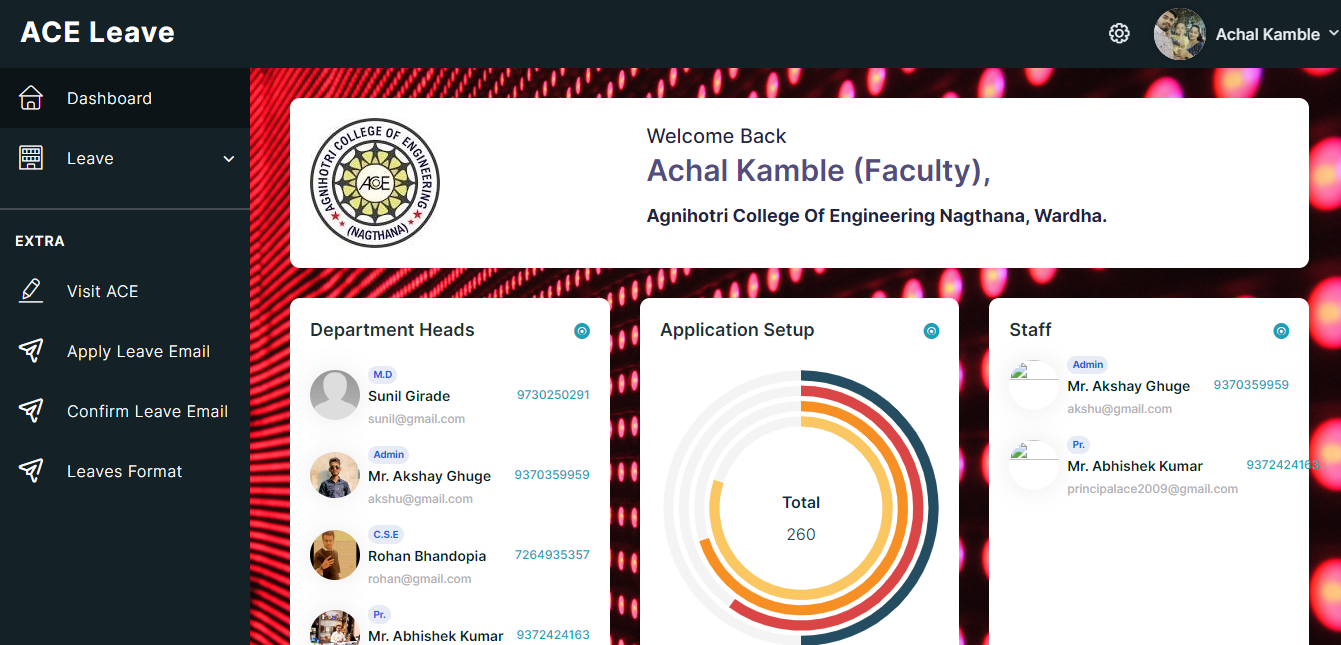 ACE Leave
Achal Kamble
Dashboard
Leave
EXTRA
Visit ACE
Apply Leave Email
Confirm Leave Email
Leaves Format
AGNIHOTRI COLLEGE OF ENGINEERING
ACE
(NAGTHANA)
Welcome Back
Achal Kamble (Faculty),
Agnihotri College Of Engineering Nagthana, Wardha.
Department Heads
M.D
Sunil Girade 9730250291
sunil@gmail.com
Admin
Mr. Akshay Ghuge 9370359959
akshu@gmail.com
C.S.E
Rohan Bhandopia 7264935357
rohan@gmail.com
Pr.
Mr. Abhishek Kumar 9372424163
Application Setup
Total
260
Staff
Admin
Mr. Akshay Ghuge 9370359959
akshu@gmail.com
Pr.
Mr. Abhishek Kumar 9372424163
principalace2009@gmail.com